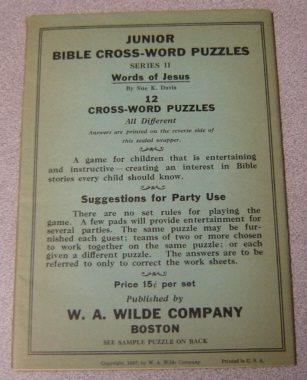 JUNIOR
BIBLE CROSS-WORD PUZZLES
SERIES II
Words of Jesus
By Noe K. Davis
12
CROSS-WORD PUZZLES
All Different
Answers are printed on the reverse side of
this sealed wrapper.
A game for children that is entertaining
and instructive—creating an interest in Bible
stories every child should know.
Suggestions for Party Use
There are no set rules for playing the
game. A few pads will provide entertainment for
several parties. The same puzzle may be fur-
nished each guest; teams of two or more chosen
to work together on the same puzzle; or each
given a different puzzle. The answers are to be
referred to only to correct the work sheets.
Price 15¢ per set
Published by
W. A. WILDE COMPANY
BOSTON
SEE SAMPLE PUZZLE ON BACK
Copyright, by W. A. Wilde Company
Printed in U. S. A.